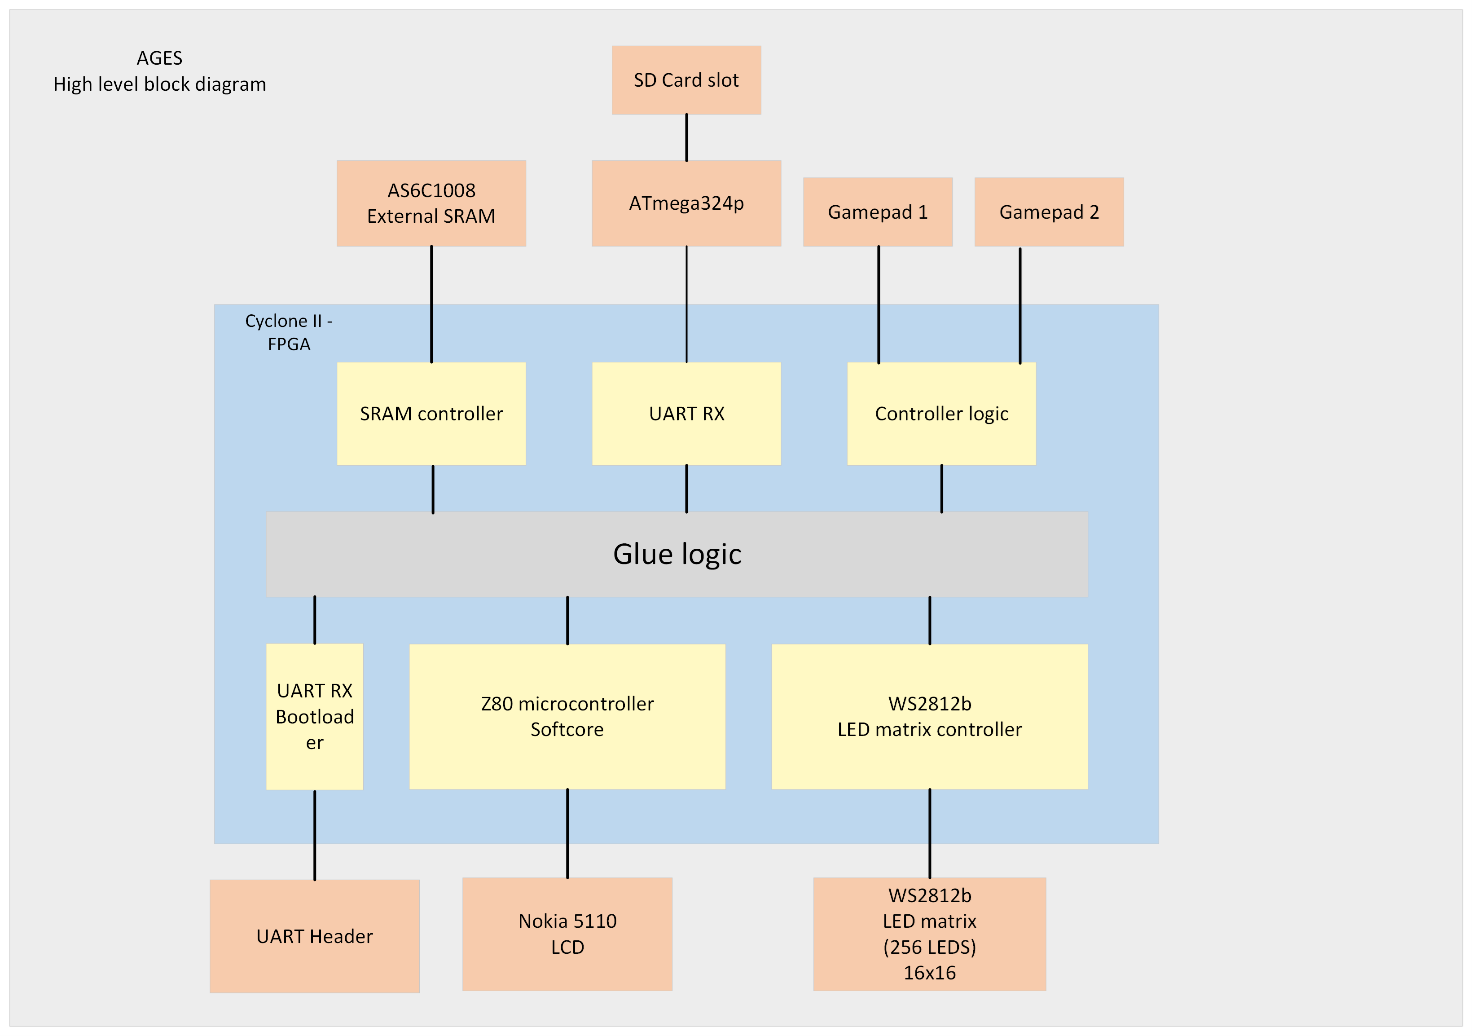 AGES
High level block diagram
SD Card slot
AS6C1008
External SRAM
ATmega324p
Gamepad 1
Gamepad 2
Cyclone II -
FPGA
SRAM controller
UART RX
Controller logic
Glue logic
UART RX
Bootload
er
Z80 microcontroller
Softcore
WS2812b
LED matrix controller
UART Header
Nokia 5110
LCD
WS2812b
LED matrix
(256 LEDS)
16x16